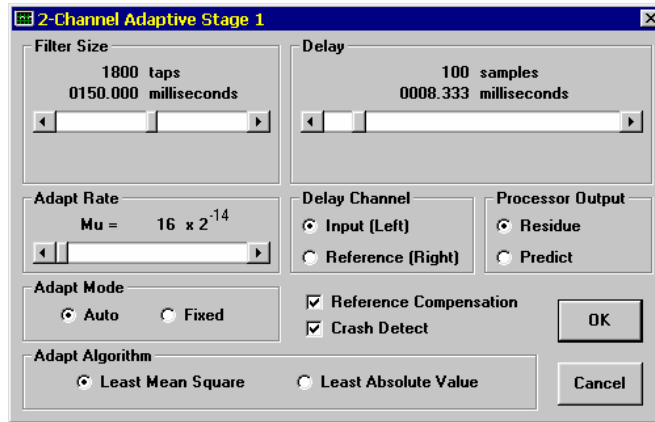 2-Channel Adaptive Stage 1
Filter Size
1800 taps
0150.000 milliseconds
Delay
100 samples
0008.333 milliseconds
Adapt Rate
Mu = 16 x 2^-14
Delay Channel
Input (Left)
Reference (Right)
Processor Output
Residue
Predict
Adapt Mode
Auto Fixed
Reference Compensation
Crash Detect
OK
Adapt Algorithm
Least Mean Square Least Absolute Value
Cancel